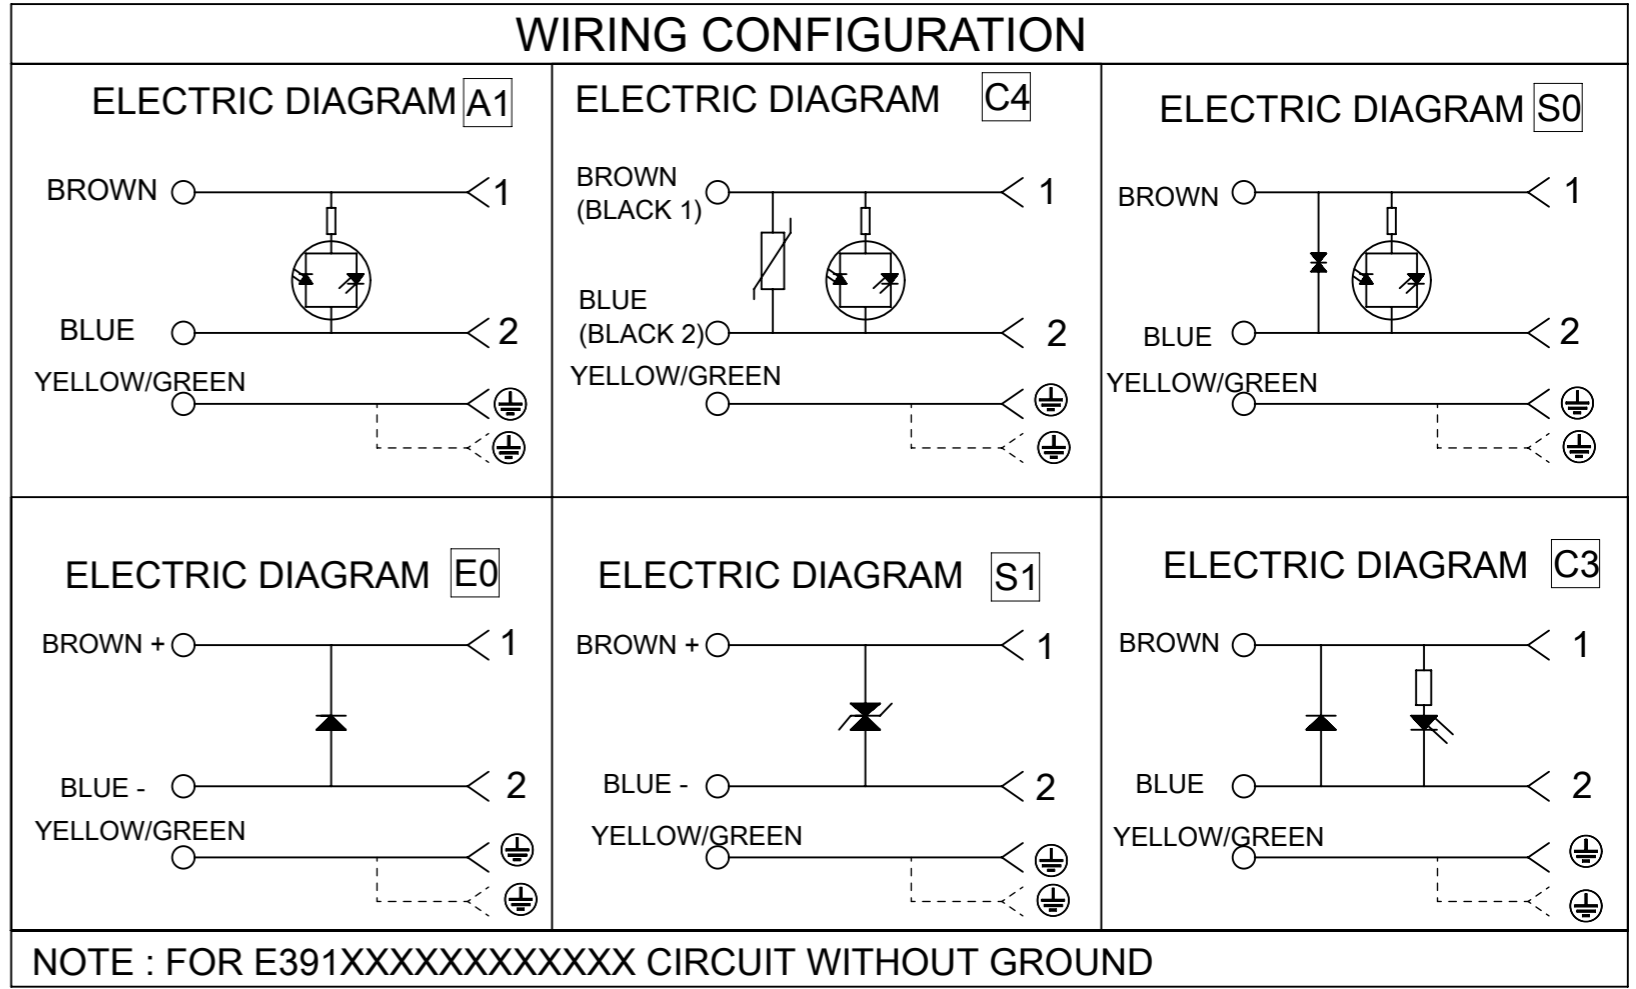 WIRING CONFIGURATION
ELECTRIC DIAGRAM A1
BROWN 1
BLUE 2
YELLOW/GREEN
ELECTRIC DIAGRAM C4
BROWN
(BLACK 1) 1
BLUE
(BLACK 2) 2
YELLOW/GREEN
ELECTRIC DIAGRAM S0
BROWN 1
BLUE 2
YELLOW/GREEN
ELECTRIC DIAGRAM E0
BROWN + 1
BLUE - 2
YELLOW/GREEN
ELECTRIC DIAGRAM S1
BROWN + 1
BLUE - 2
YELLOW/GREEN
ELECTRIC DIAGRAM C3
BROWN 1
BLUE 2
YELLOW/GREEN
NOTE : FOR E391XXXXXXXXXXXX CIRCUIT WITHOUT GROUND